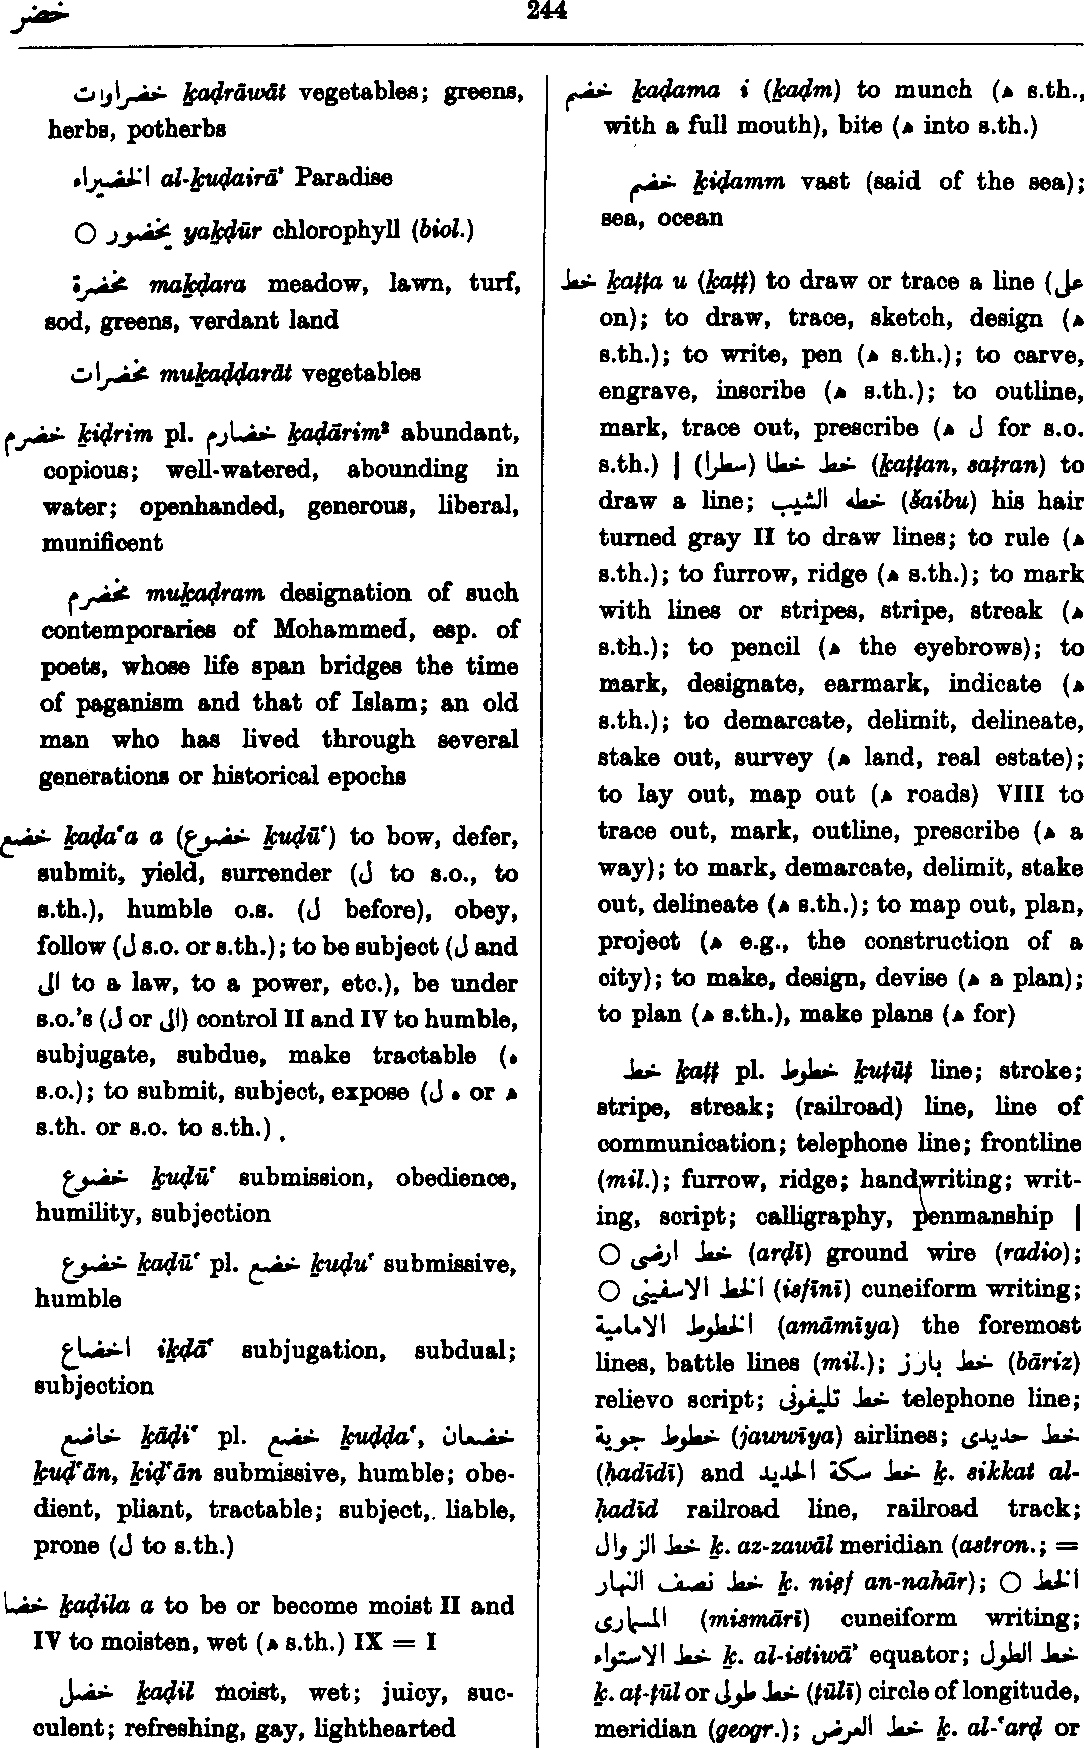 خضر
244
خضراوات ḵaḍrāwāt vegetables; greens,
herbs, potherbs
الخضيراء al-ḵuḍairā’ Paradise
○ يخضور yaḵḍūr chlorophyll (biol.)
مخضرة maḵḍara meadow, lawn, turf,
sod, greens, verdant land
مخضرات muḵaḍḍarāt vegetables
خضرم ḵiḍrim pl. خضارم ḵaḍārim² abundant,
copious; well-watered, abounding in
water; openhanded, generous, liberal,
munificent
مخضرم muḵaḍram designation of such
contemporaries of Mohammed, esp. of
poets, whose life span bridges the time
of paganism and that of Islam; an old
man who has lived through several
generations or historical epochs
خضع ḵaḍa‘a a (خضوع ḵuḍū‘) to bow, defer,
submit, yield, surrender (ل to s.o., to
s.th.), humble o.s. (ل before), obey,
follow (ل s.o. or s.th.); to be subject (ل and
الى to a law, to a power, etc.), be under
s.o.’s (ل or الى) control II and IV to humble,
subjugate, subdue, make tractable (ه
s.o.); to submit, subject, expose (ل ه or ه
s.th. or s.o. to s.th.)
خضوع ḵuḍū‘ submission, obedience,
humility, subjection
خضوع ḵaḍū‘ pl. خضع ḵuḍu‘ submissive,
humble
اخضاع iḵḍā‘ subjugation, subdual;
subjection
خاضع ḵāḍi‘ pl. خضع ḵuḍḍa‘, خضعان
ḵuḍ‘ān, ḵiḍ‘ān submissive, humble; obe-
dient, pliant, tractable; subject, liable,
prone (ل to s.th.)
خضل ḵaḍila a to be or become moist II and
IV to moisten, wet (ه s.th.) IX = I
خضل ḵaḍil moist, wet; juicy, suc-
culent; refreshing, gay, lighthearted
خضم ḵaḍama i (ḵaḍm) to munch (ه s.th.,
with a full mouth), bite (ه into s.th.)
خضم ḵiḍamm vast (said of the sea);
sea, ocean
خط ḵaṭṭa u (ḵaṭṭ) to draw or trace a line (على
on); to draw, trace, sketch, design (ه
s.th.); to write, pen (ه s.th.); to carve,
engrave, inscribe (ه s.th.); to outline,
mark, trace out, prescribe (ه ل for s.o.
s.th.) | خط خطا (سطرا) (ḵaṭṭan, saṭran) to
draw a line; خطه الشيب (šaibu) his hair
turned gray II to draw lines; to rule (ه
s.th.); to furrow, ridge (ه s.th.); to mark
with lines or stripes, stripe, streak (ه
s.th.); to pencil (ه the eyebrows); to
mark, designate, earmark, indicate (ه
s.th.); to demarcate, delimit, delineate,
stake out, survey (ه land, real estate);
to lay out, map out (ه roads) VIII to
trace out, mark, outline, prescribe (ه a
way); to mark, demarcate, delimit, stake
out, delineate (ه s.th.); to map out, plan,
project (ه e.g., the construction of a
city); to make, design, devise (ه a plan);
to plan (ه s.th.), make plans (ه for)
خط ḵaṭṭ pl. خطوط ḵuṭūṭ line; stroke;
stripe, streak; (railroad) line, line of
communication; telephone line; frontline
(mil.); furrow, ridge; handwriting; writ-
ing, script; calligraphy, penmanship |
○ خط ارضى (arḍī) ground wire (radio);
○ الخط الاسفينى (isfīnī) cuneiform writing;
الخطوط الامامية (amāmīya) the foremost
lines, battle lines (mil.); خط بارز (bāriz)
relievo script; خط تليفونى telephone line;
خطوط جوية (jawwīya) airlines; خط حديدى
(ḥadīdī) and خط سكة الحديد ḵ. sikkat al-
ḥadīd railroad line, railroad track;
خط الزوال ḵ. az-zawāl meridian (astron.; =
خط نصف النهار ḵ. niṣf an-nahār); ○ الخط
المسمارى (mismārī) cuneiform writing;
خط الاستواء ḵ. al-istiwā’ equator; خط الطول
ḵ. aṭ-ṭūl or خط طولى (ṭūlī) circle of longitude,
meridian (geogr.); خط العرض ḵ. al-‘arḍ or